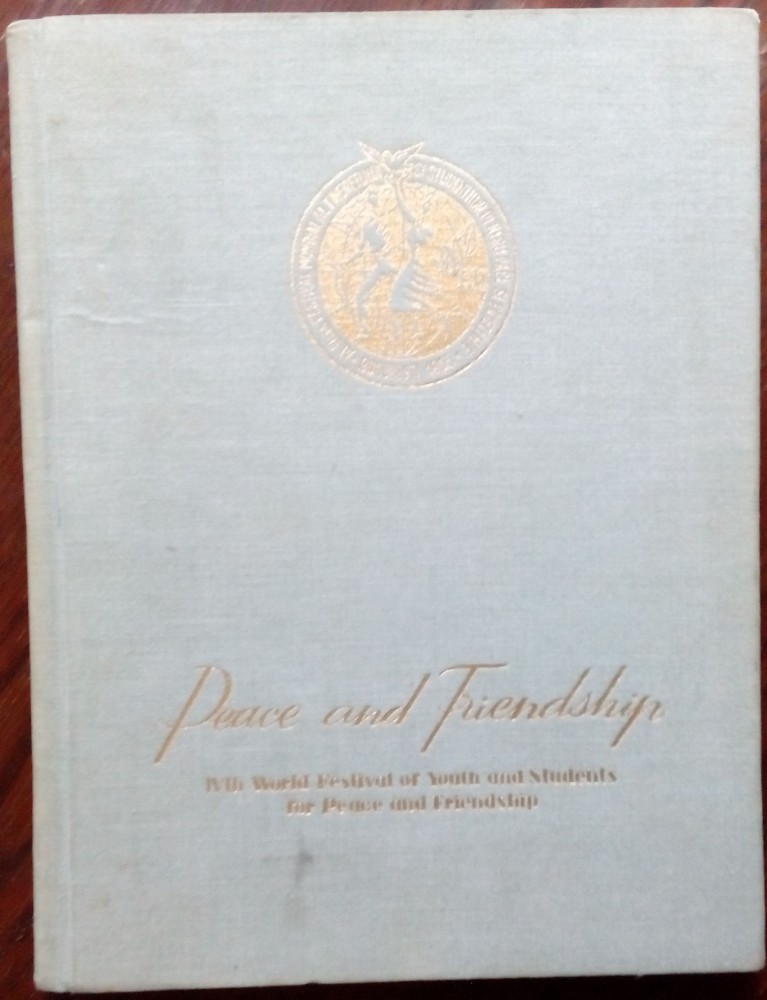 Peace and Friendship
IVth World Festival of Youth and Students
for Peace and Friendship